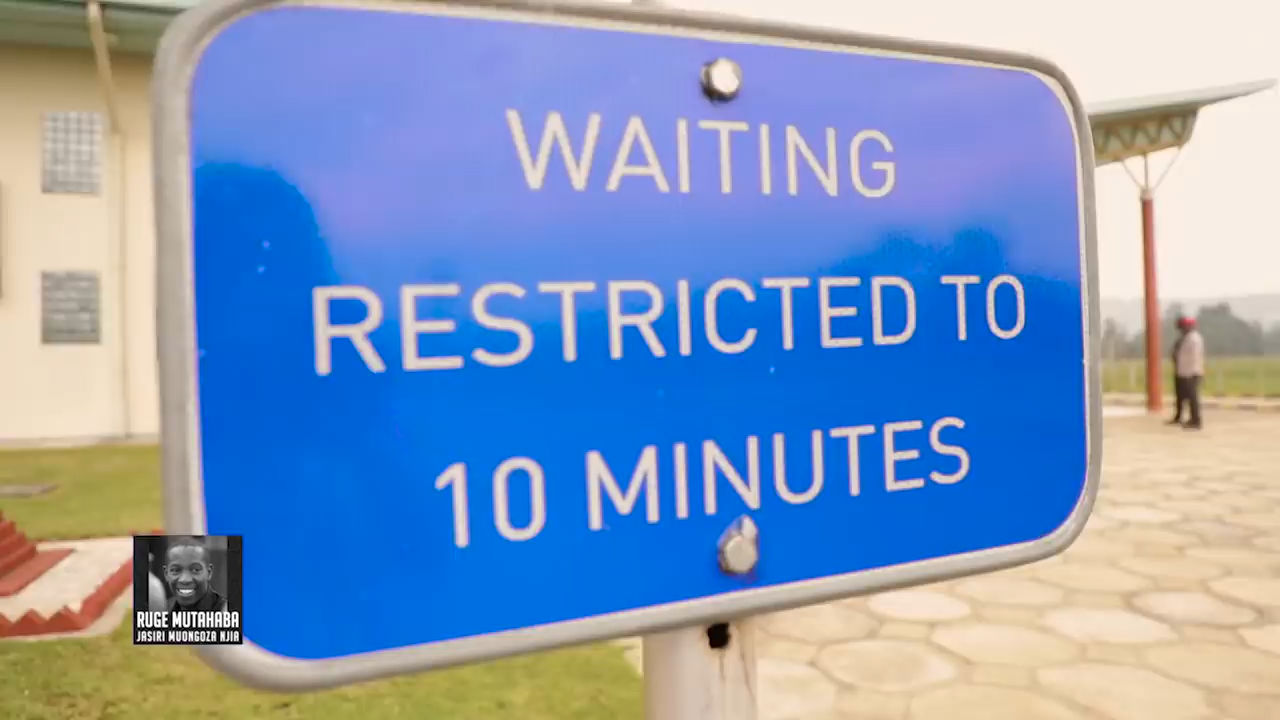 WAITING
RESTRICTED TO
10 MINUTES
RUGE MUTAHABA
JASIRI MUONGOZA NJIA